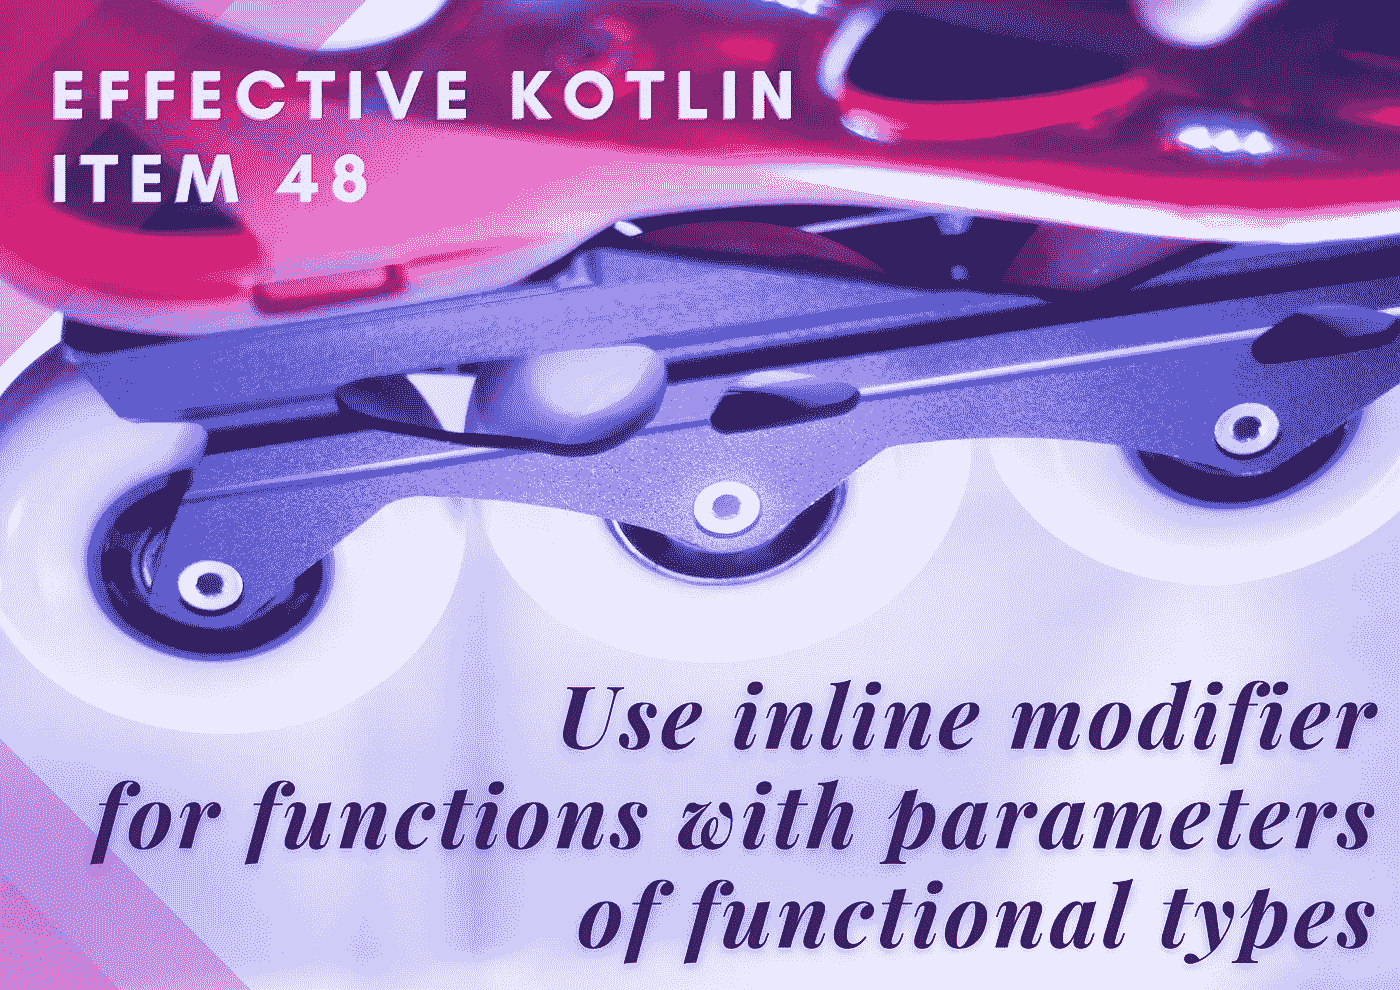 EFFECTIVE KOTLIN
ITEM 48
Use inline modifier
for functions with parameters
of functional types